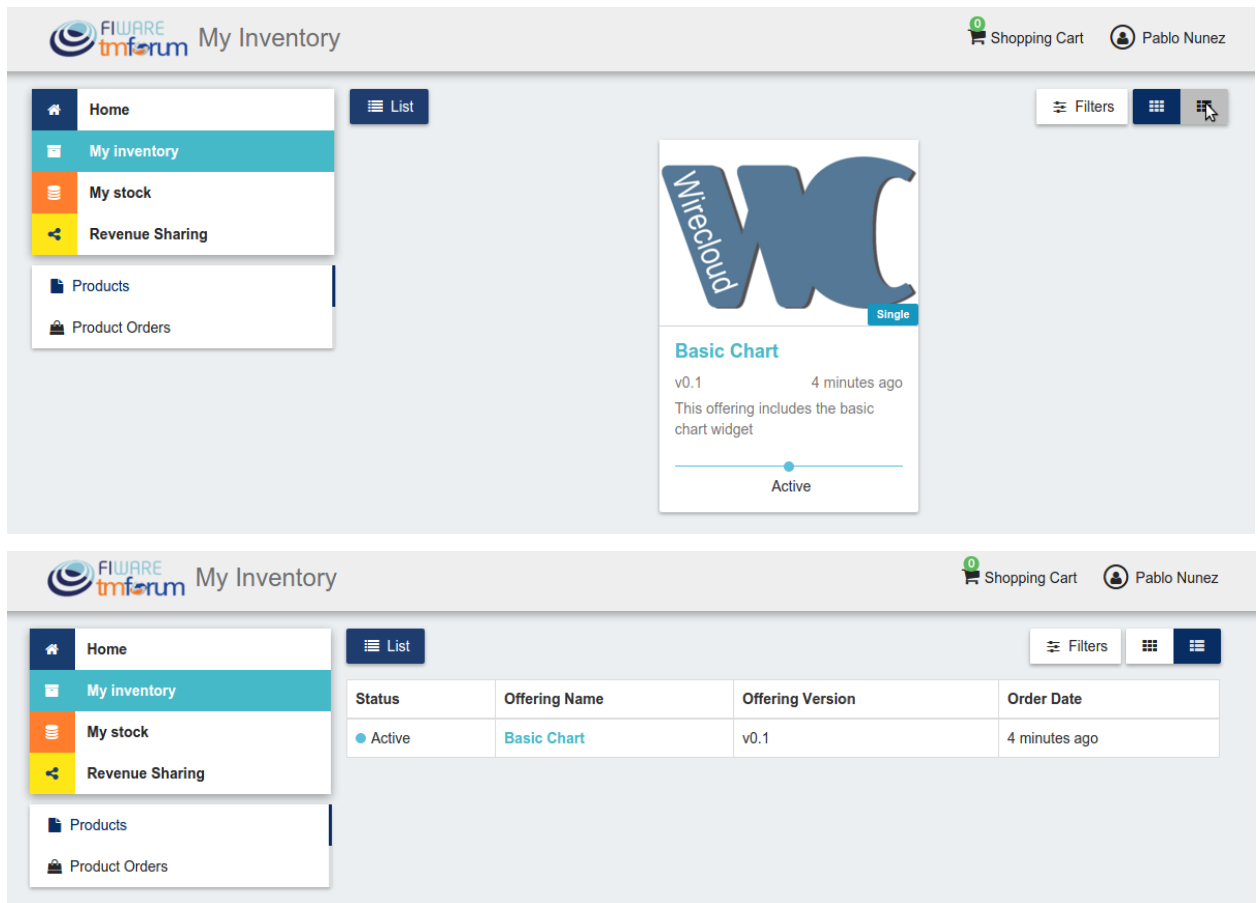 FIWARE
tmforum
My Inventory
0
Shopping Cart
Pablo Nunez
Home
My inventory
My stock
Revenue Sharing
Products
Product Orders
List
Filters
Wirecloud
WC
Single
Basic Chart
v0.1 4 minutes ago
This offering includes the basic
chart widget
Active
FIWARE
tmforum
My Inventory
0
Shopping Cart
Pablo Nunez
Home
My inventory
My stock
Revenue Sharing
Products
Product Orders
List
Filters
Status Offering Name Offering Version Order Date
Active Basic Chart v0.1 4 minutes ago